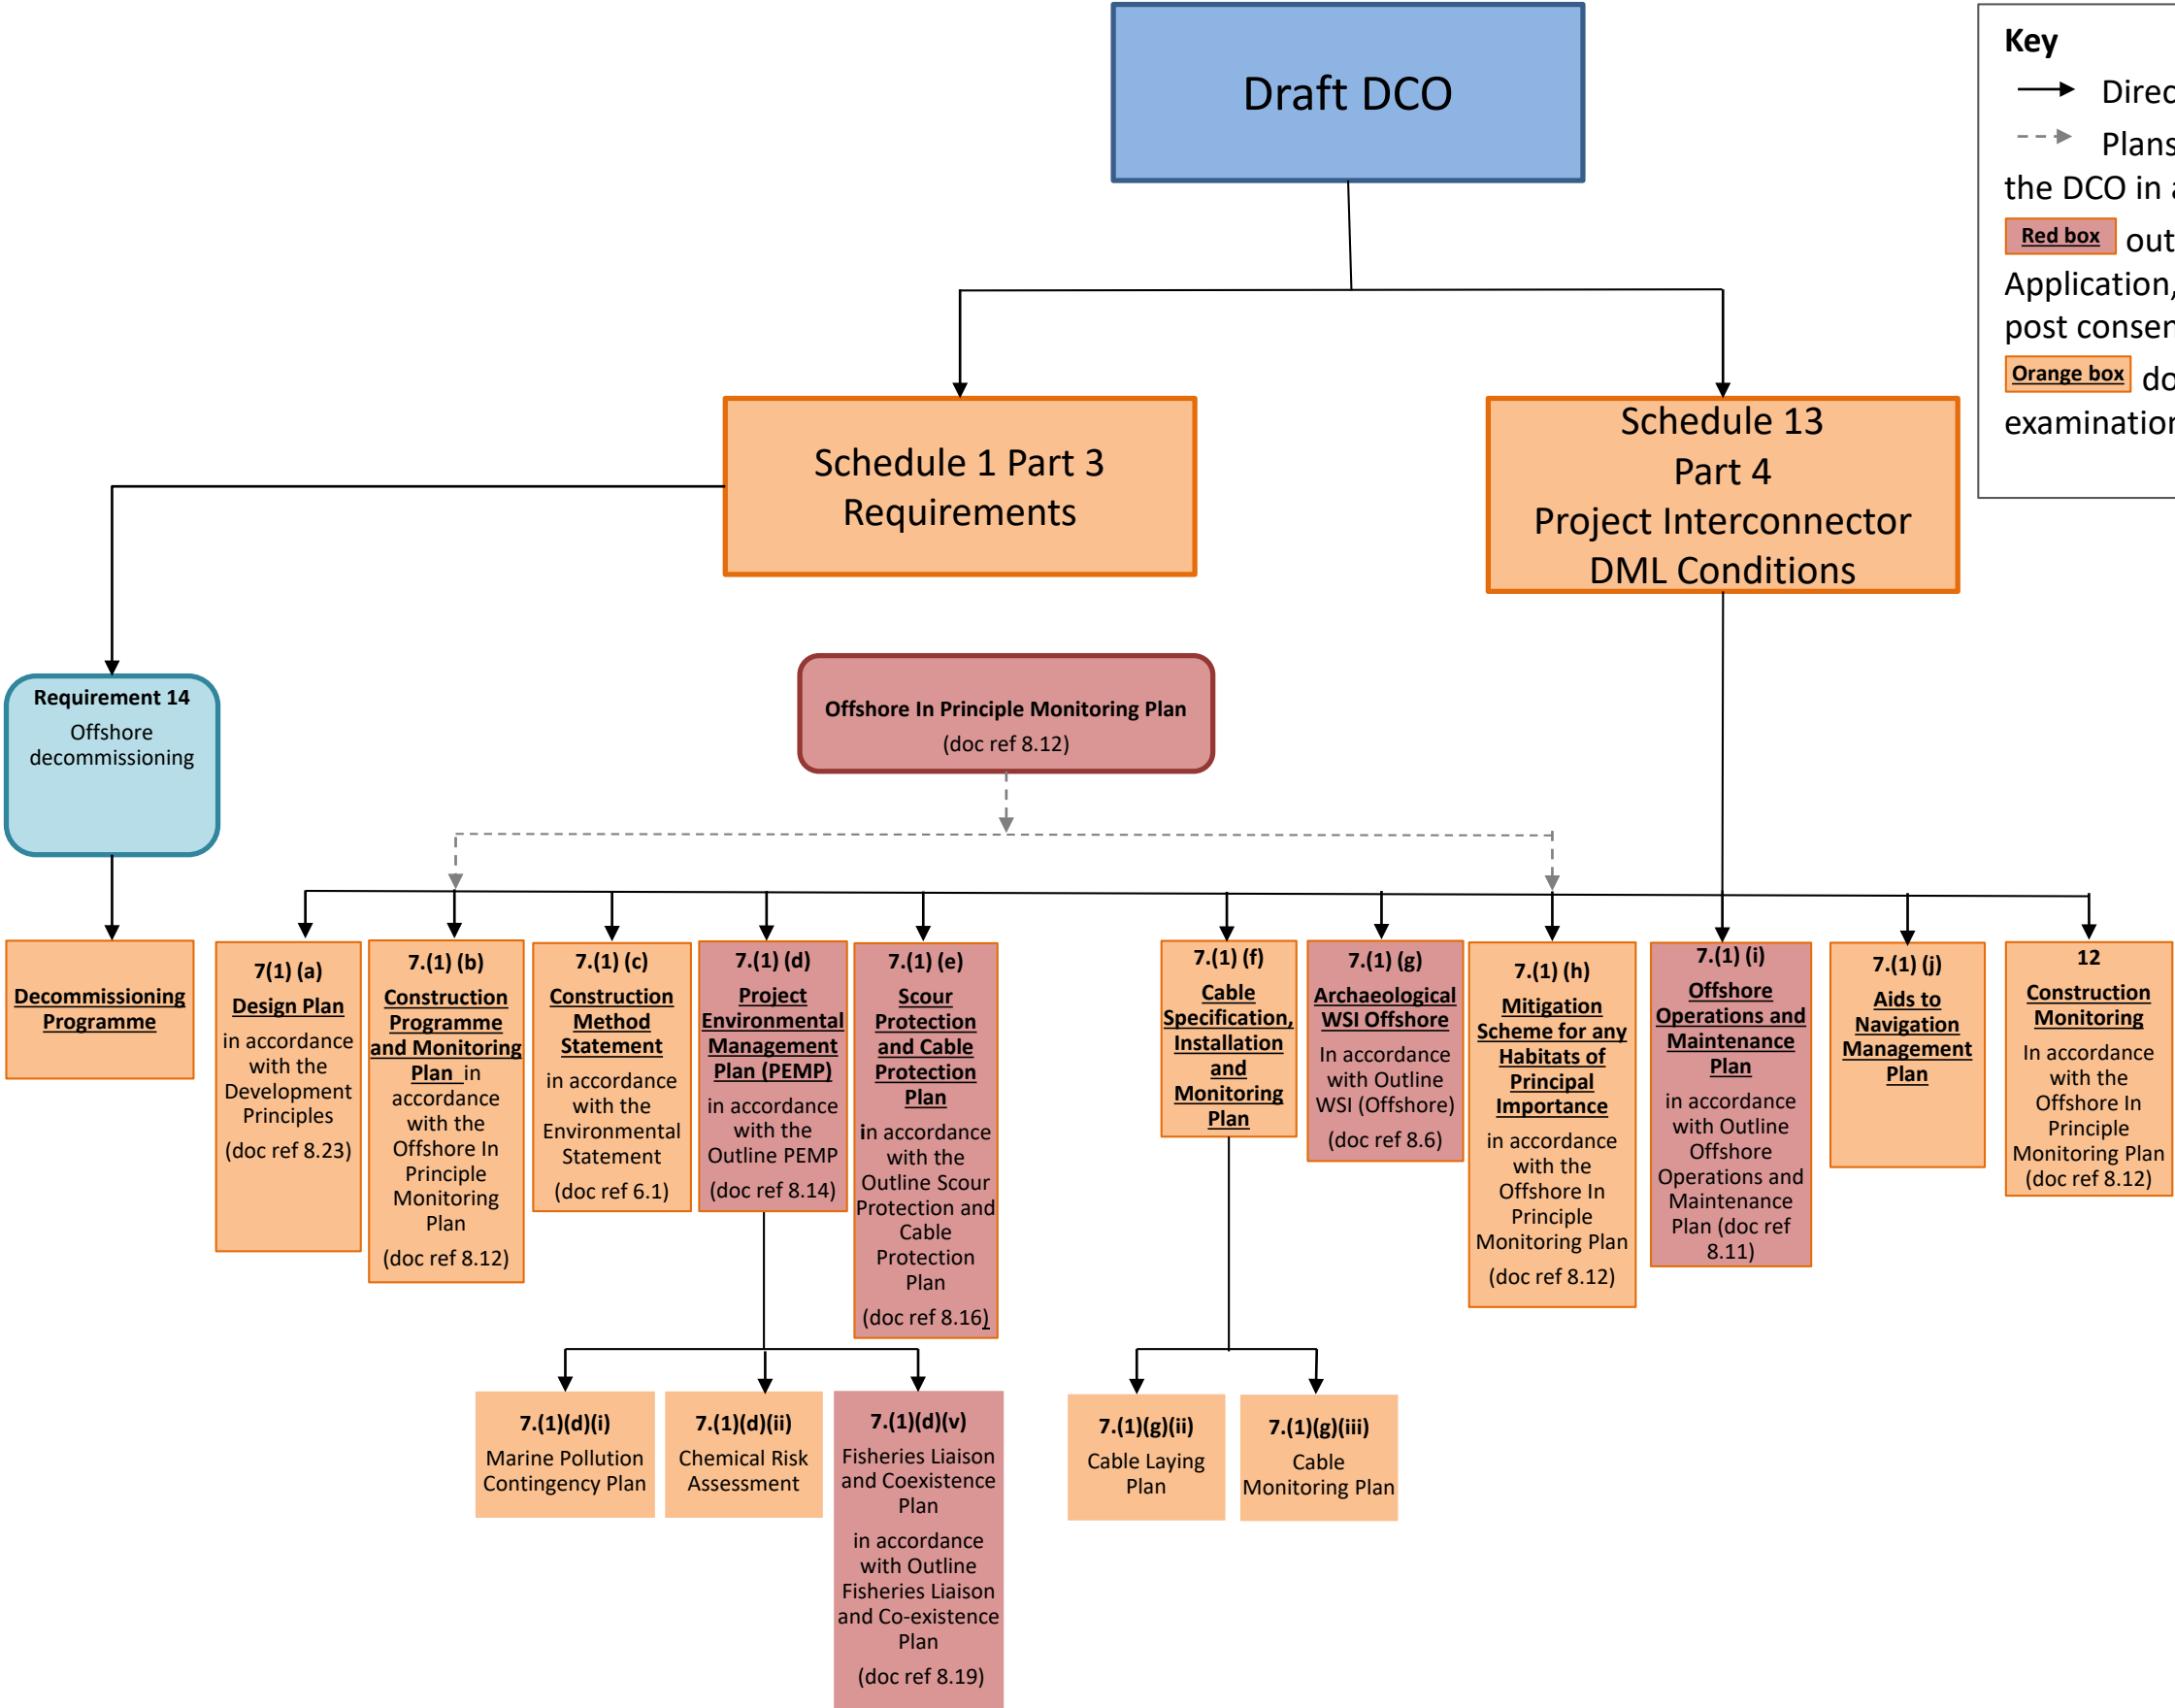 Draft DCO
Key
the DCO in
Red box
Application,
post
Orange box
Schedule 1 Part 3
Requirements
Schedule 13
Part 4
Project Interconnector
DML Conditions
Requirement 14
Offshore
decommissioning
Offshore In Principle Monitoring Plan
(doc ref 8.12)
Decommissioning
Programme
7(1) (a)
Design Plan
in accordance
with the
Development
Principles
(doc ref 8.23)
7.(1) (b)
Construction
Programme
and Monitoring
Plan in
accordance
with the
Offshore In
Principle
Monitoring
Plan
(doc ref 8.12)
7.(1) (c)
Construction
Method
Statement
in accordance
with the
Environmental
Statement
(doc ref 6.1)
7.(1) (d)
Project
Environmental
Management
Plan (PEMP)
in accordance
with the
Outline PEMP
(doc ref 8.14)
7.(1) (e)
Scour
Protection
and Cable
Protection
Plan
in accordance
with the
Outline Scour
Protection and
Cable
Protection
Plan
(doc ref 8.16)
7.(1) (f)
Cable
Specification,
Installation
and
Monitoring
Plan
7.(1) (g)
Archaeological
WSI Offshore
In accordance
with Outline
WSI (Offshore)
(doc ref 8.6)
7.(1) (h)
Mitigation
Scheme for any
Habitats of
Principal
Importance
in accordance
with the
Offshore In
Principle
Monitoring Plan
(doc ref 8.12)
7.(1) (i)
Offshore
Operations and
Maintenance
Plan
in accordance
with Outline
Offshore
Operations and
Maintenance
Plan (doc ref
8.11)
7.(1) (j)
Aids to
Navigation
Management
Plan
12
Construction
Monitoring
In accordance
with the
Offshore In
Principle
Monitoring Plan
(doc ref 8.12)
7.(1)(d)(i)
Marine Pollution
Contingency Plan
7.(1)(d)(ii)
Chemical Risk
Assessment
7.(1)(d)(v)
Fisheries Liaison
and Coexistence
Plan
in accordance
with Outline
Fisheries Liaison
and Co-existence
Plan
(doc ref 8.19)
7.(1)(g)(ii)
Cable Laying
Plan
7.(1)(g)(iii)
Cable
Monitoring Plan